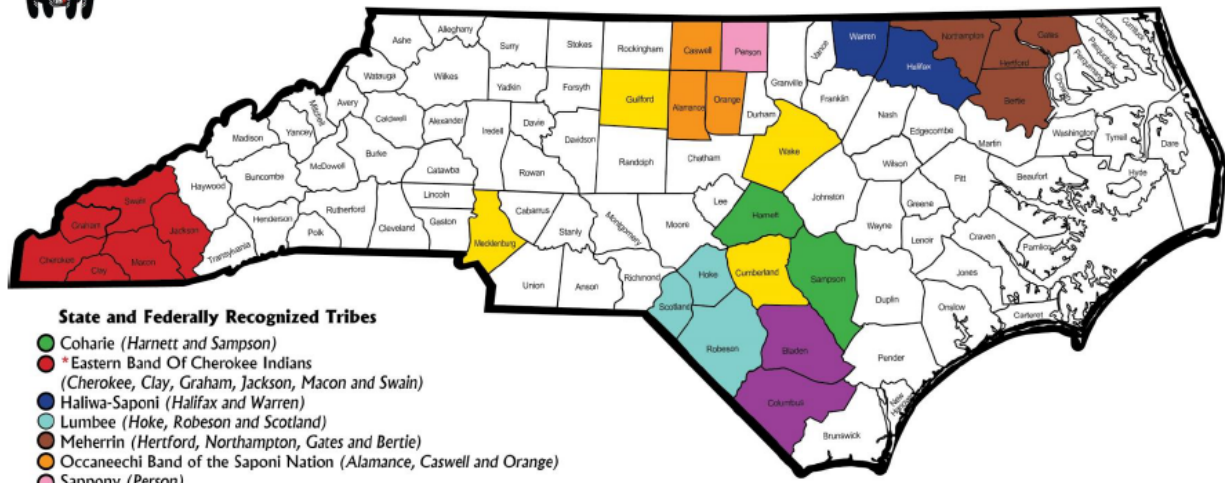 Ashe
Alleghany
Surry
Stokes
Rockingham
Caswell
Person
Vance
Warren
Northampton
Gates
Camden
Currituck
Pasquotank
Perquimans
Chowan
Halifax
Hertford
Bertie
Watauga
Wilkes
Yadkin
Forsyth
Guilford
Alamance
Orange
Durham
Granville
Franklin
Nash
Edgecombe
Martin
Washington
Tyrrell
Dare
Mitchell
Avery
Caldwell
Alexander
Iredell
Davie
Davidson
Randolph
Chatham
Wake
Wilson
Pitt
Beaufort
Hyde
Madison
Yancey
McDowell
Burke
Catawba
Rowan
Swain
Haywood
Buncombe
Graham
Jackson
Cherokee
Clay
Macon
Transylvania
Henderson
Polk
Rutherford
Cleveland
Lincoln
Gaston
Mecklenburg
Cabarrus
Stanly
Montgomery
Moore
Lee
Harnett
Johnston
Wayne
Greene
Lenoir
Craven
Pamlico
Union
Anson
Richmond
Scotland
Hoke
Cumberland
Sampson
Duplin
Jones
Onslow
Carteret
Robeson
Bladen
Pender
Columbus
Brunswick
New Hanover
State and Federally Recognized Tribes
Coharie (Harnett and Sampson)
*Eastern Band Of Cherokee Indians
(Cherokee, Clay, Graham, Jackson, Macon and Swain)
Haliwa-Saponi (Halifax and Warren)
Lumbee (Hoke, Robeson and Scotland)
Meherrin (Hertford, Northampton, Gates and Bertie)
Occaneechi Band of the Saponi Nation (Alamance, Caswell and Orange)
Sappony (Person)